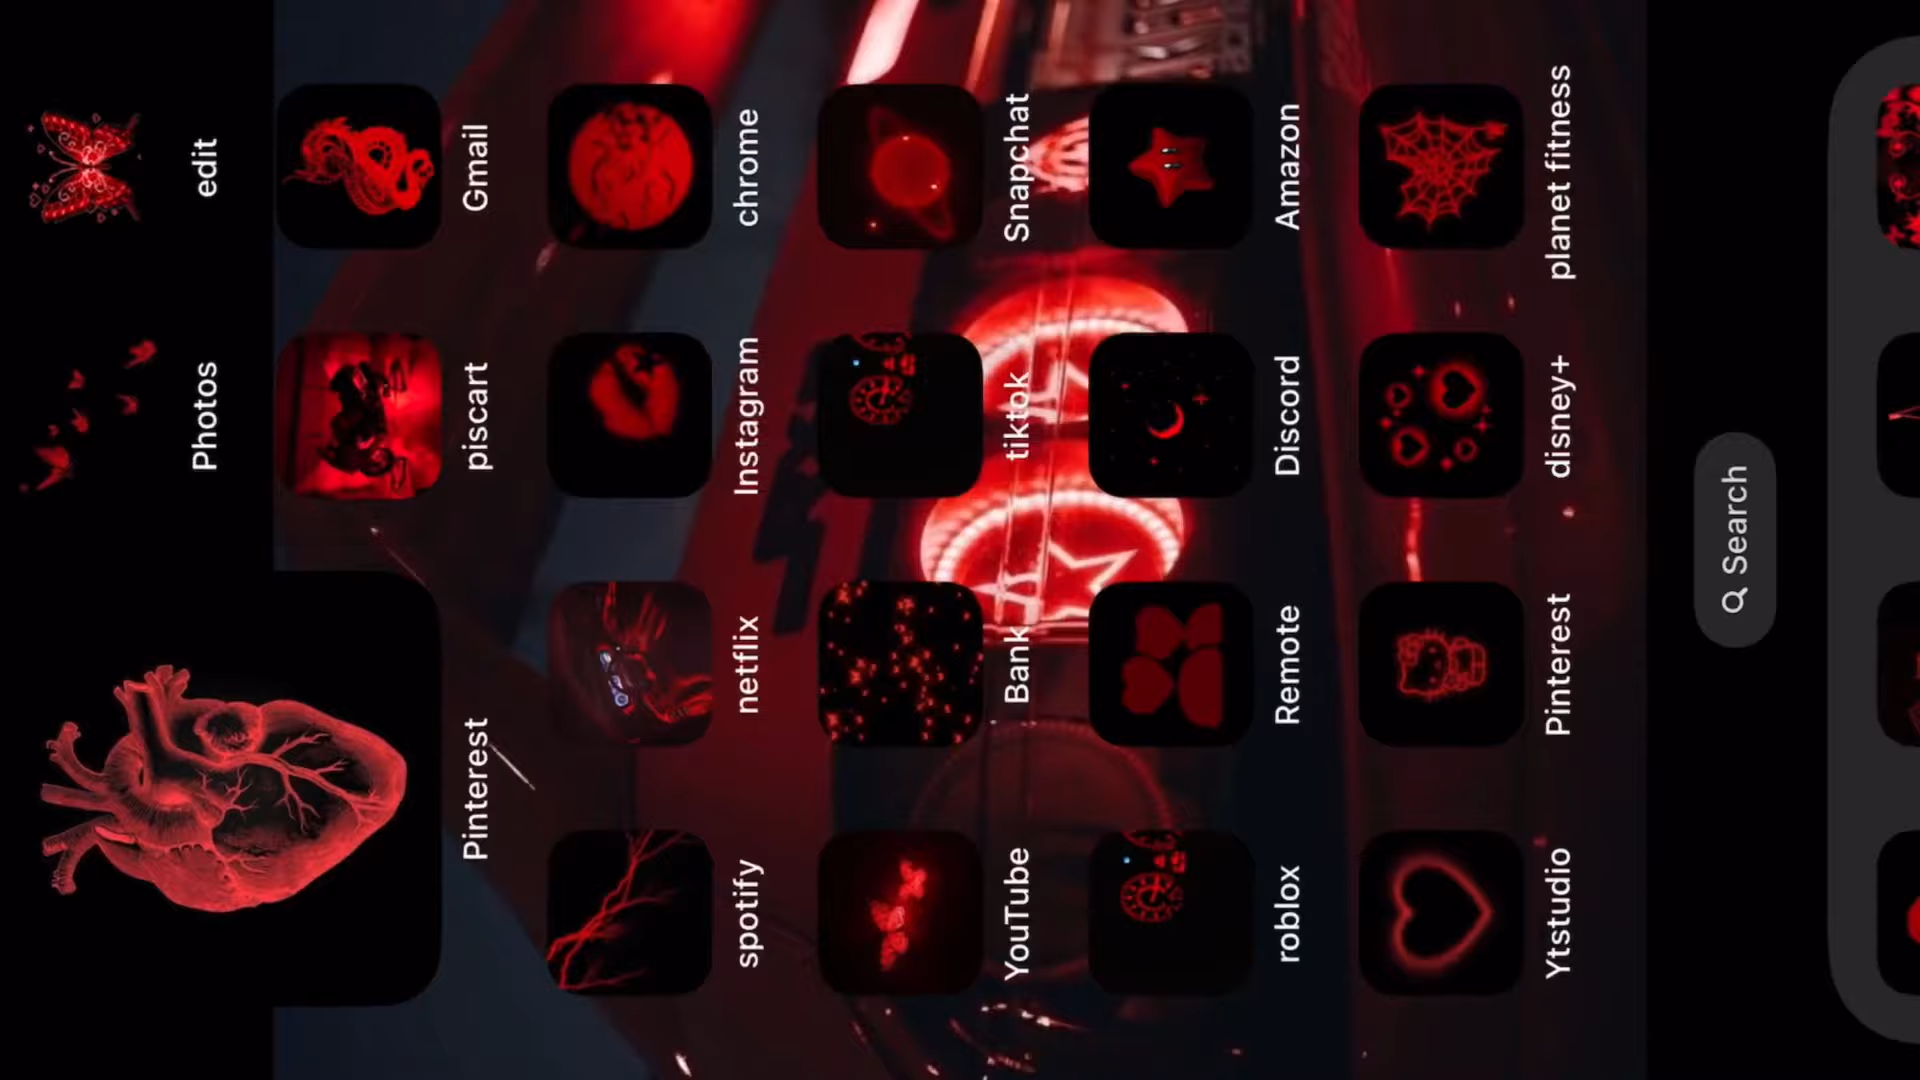 Photos edit
Pinterest piscart Gmail
spotify netflix Instagram chrome
YouTube Bank tiktok Snapchat
roblox Remote Discord Amazon
Ytstudio Pinterest disney+ planet fitness
Search